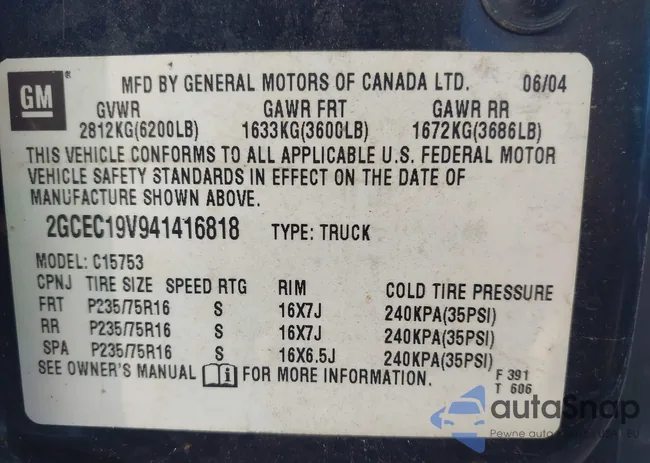 GM
MFD BY GENERAL MOTORS OF CANADA LTD. 06/04
GVWR GAWR FRT GAWR RR
2812KG(6200LB) 1633KG(3600LB) 1672KG(3686LB)
THIS VEHICLE CONFORMS TO ALL APPLICABLE U.S. FEDERAL MOTOR
VEHICLE SAFETY STANDARDS IN EFFECT ON THE DATE OF
MANUFACTURE SHOWN ABOVE.
2GCEC19V941416818 TYPE: TRUCK
MODEL: C15753
CPNJ TIRE SIZE SPEED RTG RIM COLD TIRE PRESSURE
FRT P235/75R16 S 16X7J 240KPA(35PSI)
RR P235/75R16 S 16X7J 240KPA(35PSI)
SPA P235/75R16 S 16X6.5J 240KPA(35PSI)
SEE OWNER'S MANUAL FOR MORE INFORMATION.
F 391
T 606
autoSnap
Pewne auto